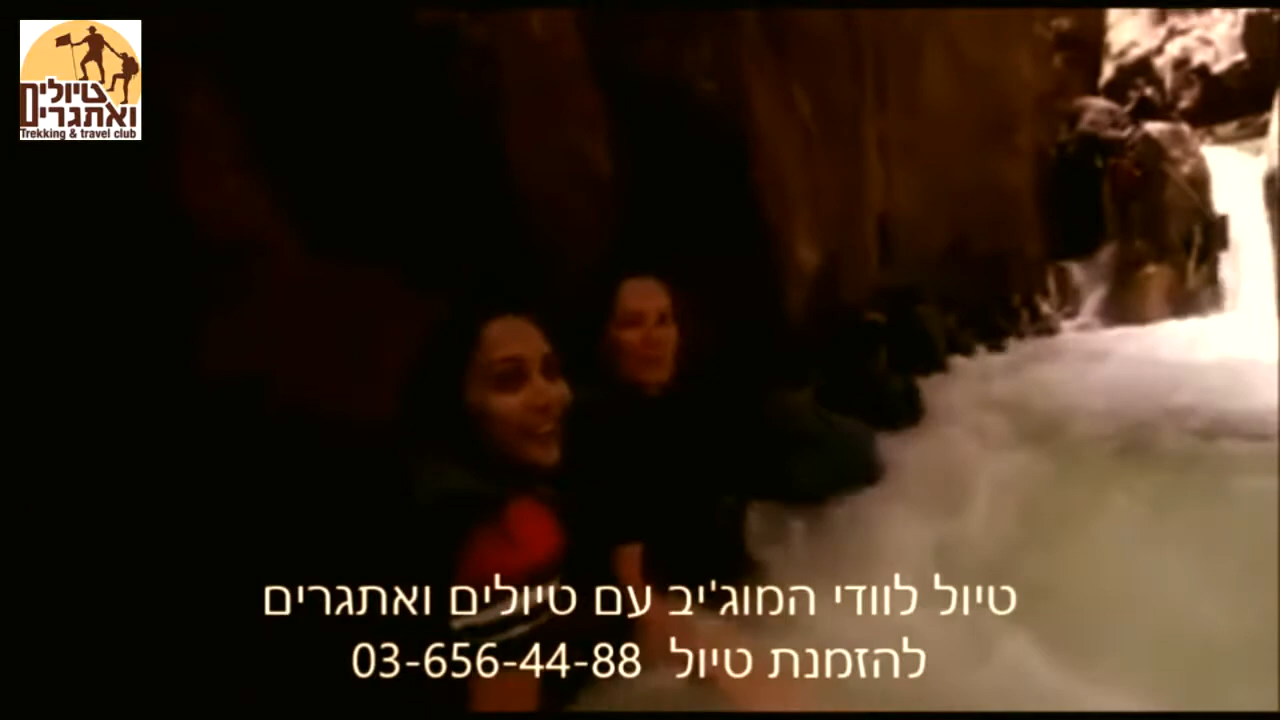 טיולים
ואתגרים
Trekking & travel club
טיול לוודי המוג'יב עם טיולים ואתגרים
להזמנת טיול 03-656-44-88